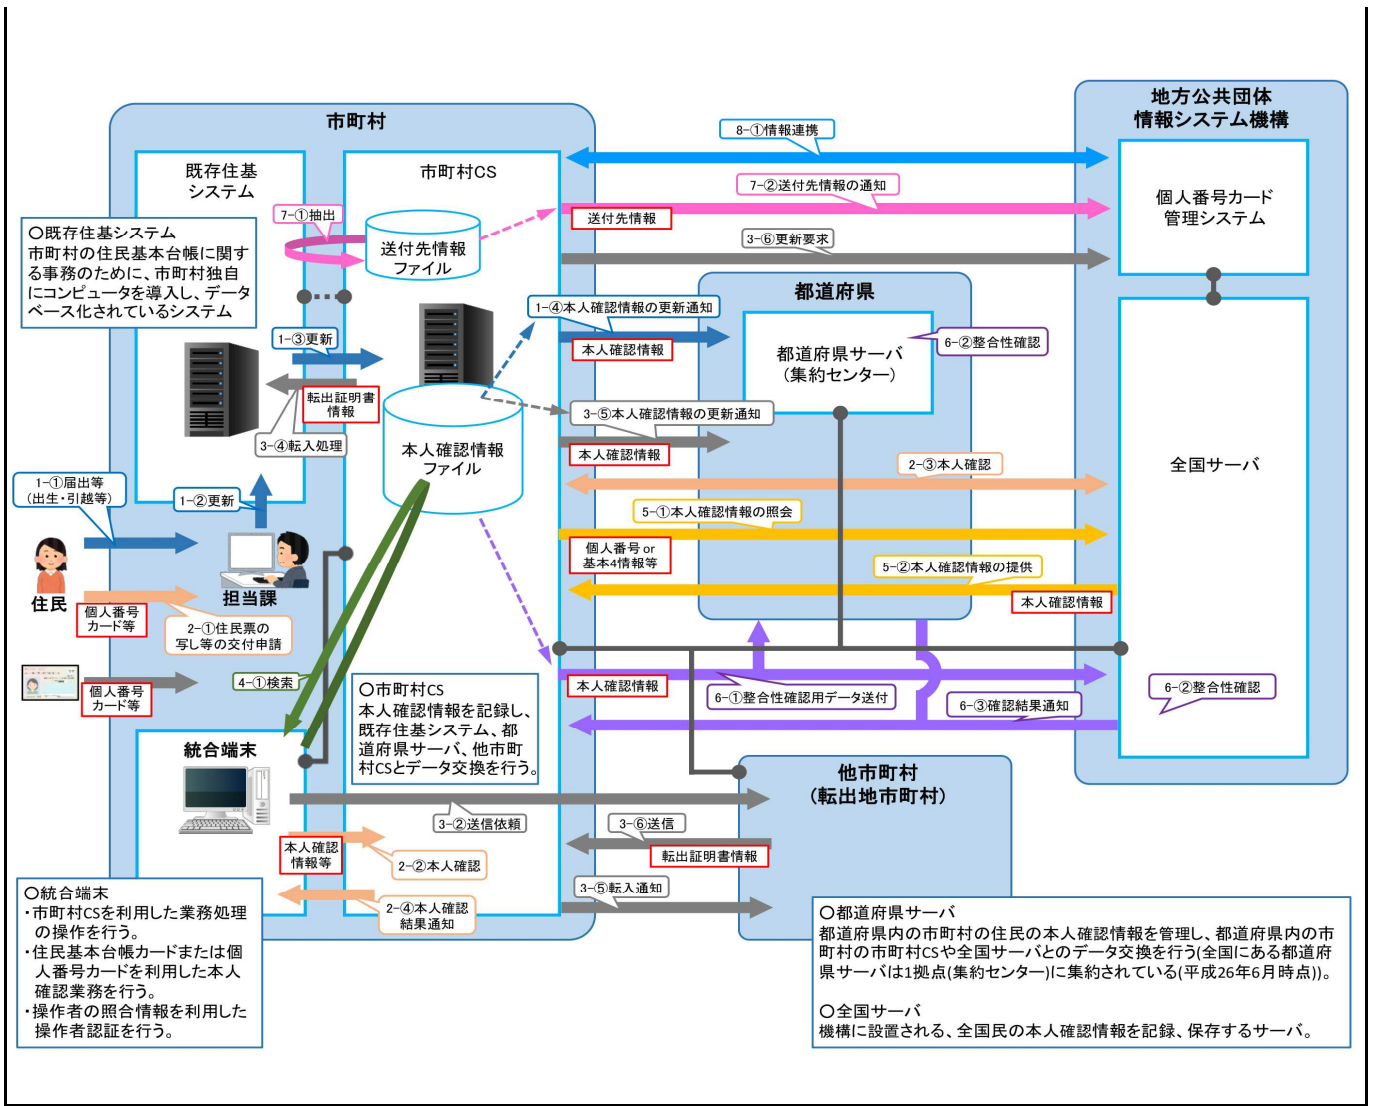 市町村
地方公共団体
情報システム機構
既存住基
システム
市町村CS
8-①情報連携
7-②送付先情報の通知
個人番号カード
管理システム
7-①抽出
送付先情報
ファイル
送付先情報
3-⑥更新要求
○既存住基システム
市町村の住民基本台帳に関す
る事務のために、市町村独自
にコンピュータを導入し、データ
ベース化されているシステム
都道府県
1-③更新
1-④本人確認情報の更新通知
本人確認情報
都道府県サーバ
(集約センター)
6-②整合性確認
転出証明書
情報
3-④転入処理
3-⑤本人確認情報の更新通知
本人確認情報
本人確認情報
ファイル
全国サーバ
2-③本人確認
1-①届出等
(出生・引越等)
1-②更新
5-①本人確認情報の照会
個人番号 or
基本4情報等
5-②本人確認情報の提供
本人確認情報
住民
担当課
個人番号
カード等
2-①住民票の
写し等の交付申請
個人番号
カード等
4-①検索
本人確認情報
6-①整合性確認用データ送付
6-②整合性確認
6-③確認結果通知
○市町村CS
本人確認情報を記録し、
既存住基システム、都
道府県サーバ、他市町
村CSとデータ交換を行う。
統合端末
他市町村
(転出地市町村)
3-②送信依頼
3-⑥送信
転出証明書情報
本人確認
情報等
2-②本人確認
3-⑤転入通知
2-④本人確認
結果通知
○統合端末
・市町村CSを利用した業務処理
の操作を行う。
・住民基本台帳カードまたは個
人番号カードを利用した本人
確認業務を行う。
・操作者の照合情報を利用した
操作者認証を行う。
○都道府県サーバ
都道府県内の市町村の住民の本人確認情報を管理し、都道府県内の市
町村の市町村CSや全国サーバとのデータ交換を行う(全国にある都道府
県サーバは1拠点(集約センター)に集約されている(平成26年6月時点))。
○全国サーバ
機構に設置される、全国民の本人確認情報を記録、保存するサーバ。